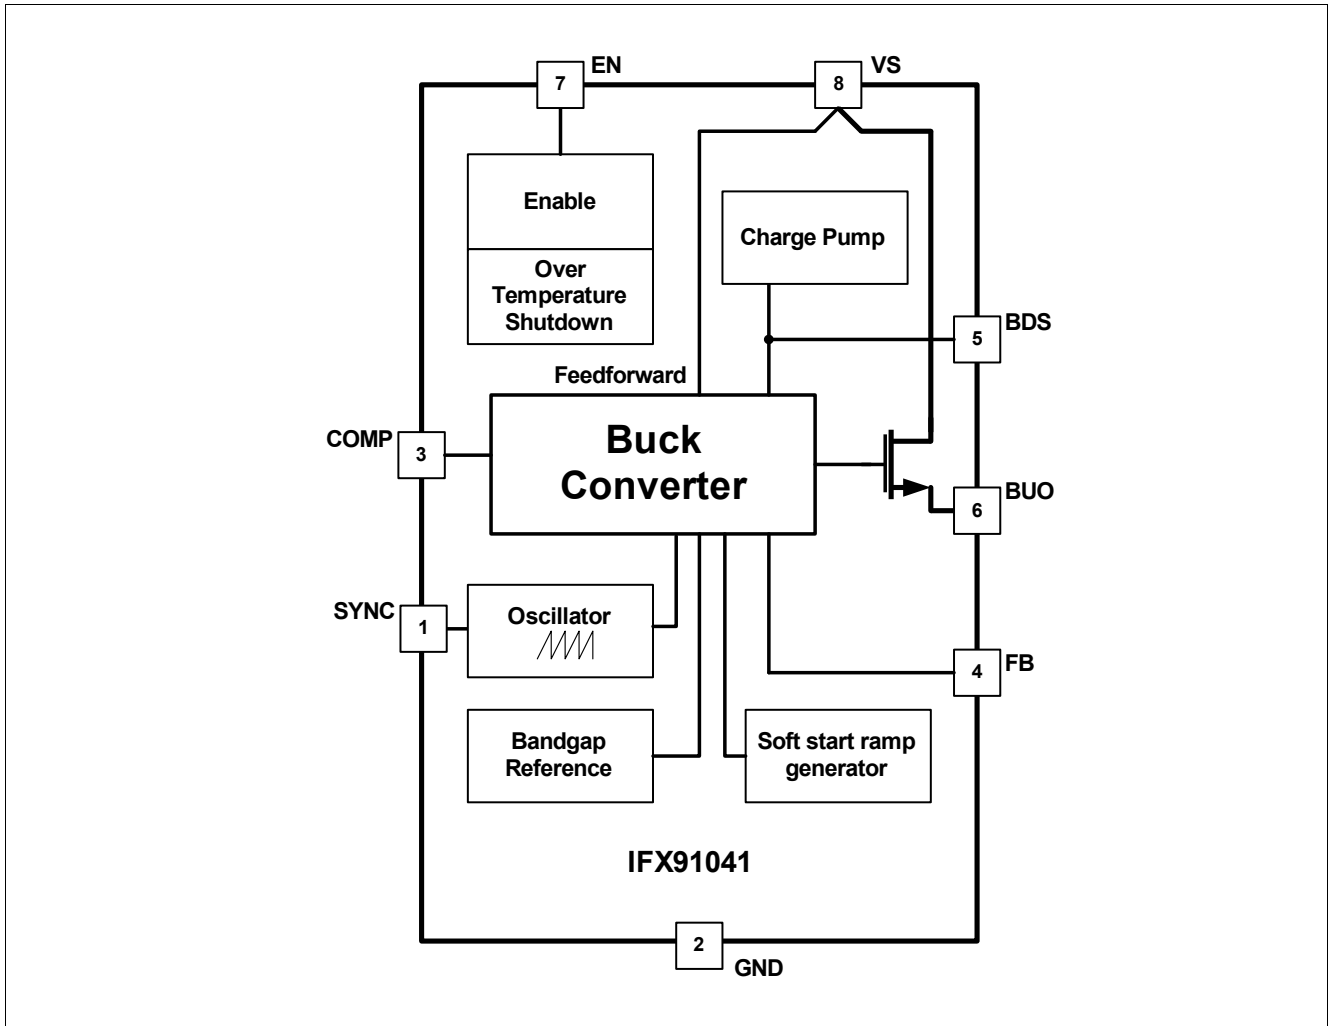 EN
7
VS
8
Enable
Over
Temperature
Shutdown
Charge Pump
BDS
5
Feedforward
COMP
3
Buck
Converter
BUO
6
SYNC
1
Oscillator
FB
4
Bandgap
Reference
Soft start ramp
generator
IFX91041
2
GND